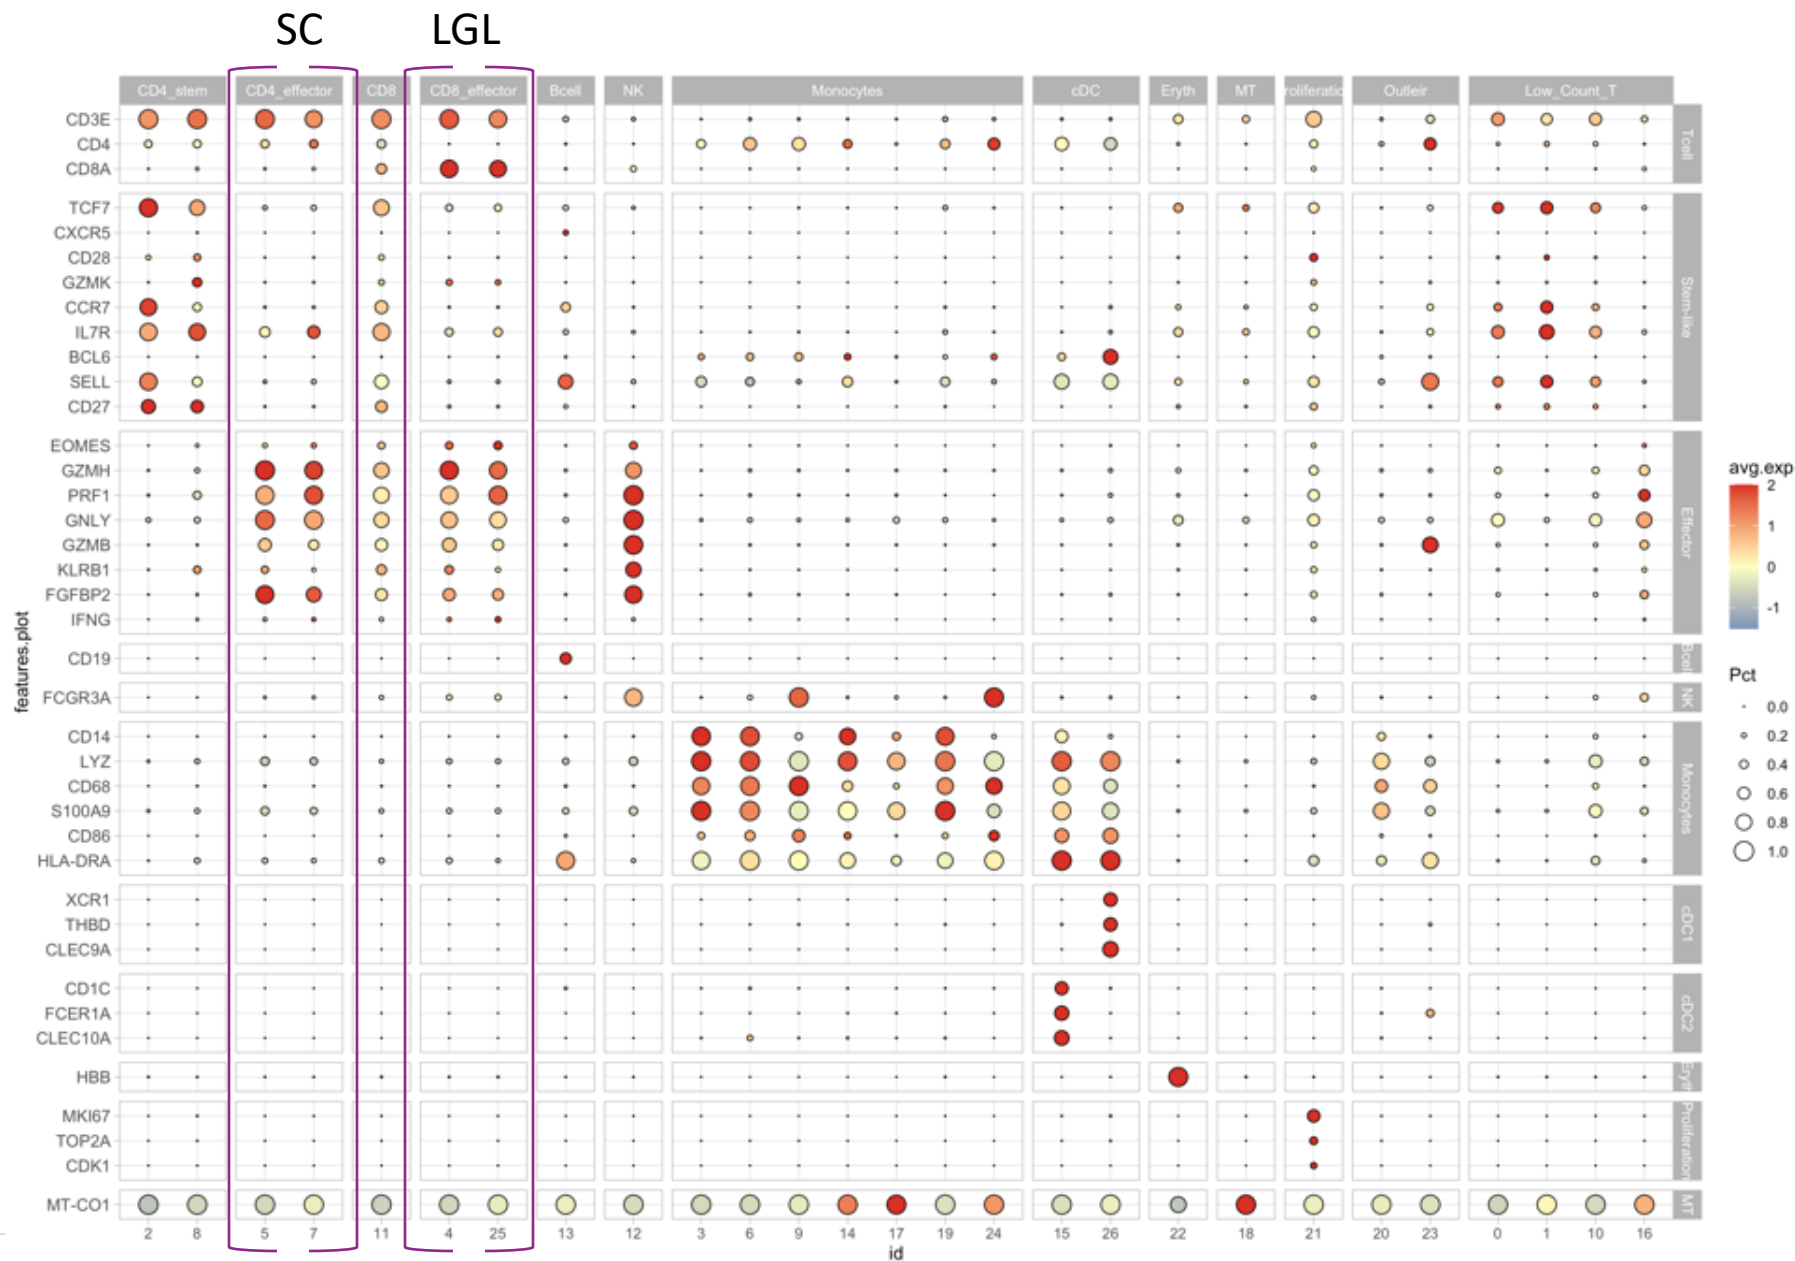 SC LGL
CD4_stem CD4_effector CD8 CD8_effector Bcell NK Monocytes cDC Eryth MT roliferatio Outleir Low_Count_T
CD3E
CD4
CD8A
Tcell
TCF7
CXCR5
CD28
GZMK
CCR7
IL7R
BCL6
SELL
CD27
Stem-like
EOMES
GZMH
PRF1
GNLY
GZMB
KLRB1
FGFBP2
IFNG
Effector
CD19
Bcell
FCGR3A
NK
CD14
LYZ
CD68
S100A9
CD86
HLA-DRA
Monocytes
XCR1
THBD
CLEC9A
cDC1
CD1C
FCER1A
CLEC10A
cDC2
HBB
Eryth
MKI67
TOP2A
CDK1
Proliferation
MT-CO1
MT
2 8 5 7 11 4 25 13 12 3 6 9 14 17 19 24 15 26 22 18 21 20 23 0 1 10 16
id
features.plot
avg.exp
2
1
0
-1
Pct
0.0
0.2
0.4
0.6
0.8
1.0